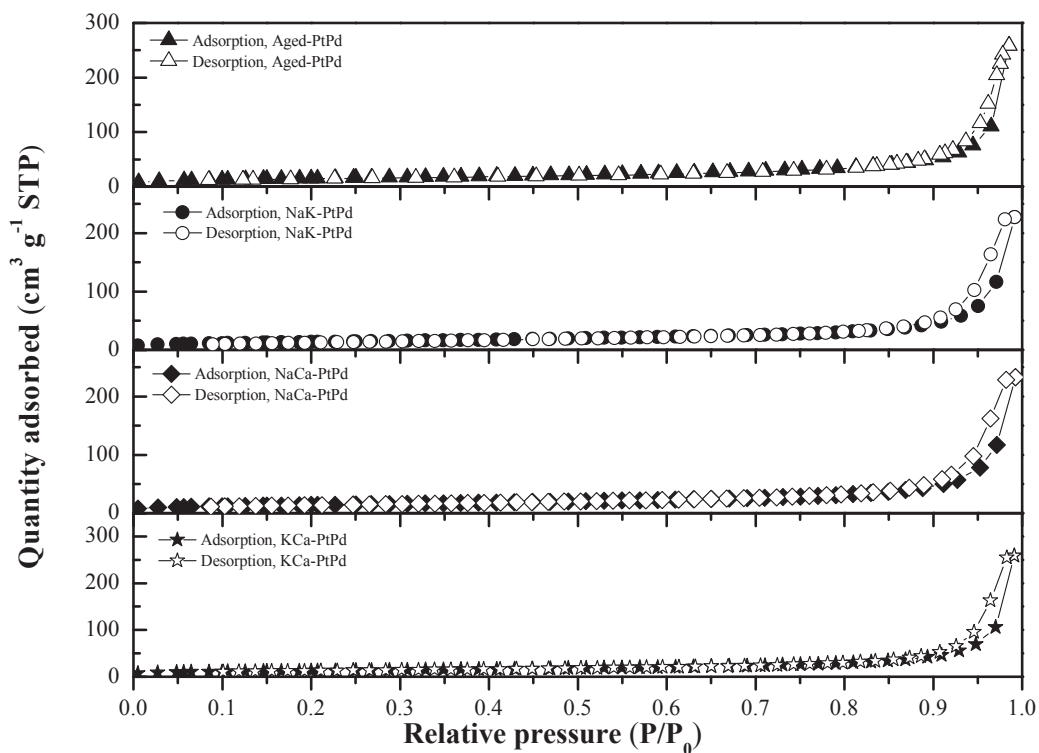 Quantity adsorbed (cm³ g⁻¹ STP)
300
200
100
0
Adsorption, Aged-PtPd
Desorption, Aged-PtPd
200
100
0
Adsorption, NaK-PtPd
Desorption, NaK-PtPd
200
100
0
Adsorption, NaCa-PtPd
Desorption, NaCa-PtPd
300
200
100
0
Adsorption, KCa-PtPd
Desorption, KCa-PtPd
0.0 0.1 0.2 0.3 0.4 0.5 0.6 0.7 0.8 0.9 1.0
Relative pressure (P/P₀)